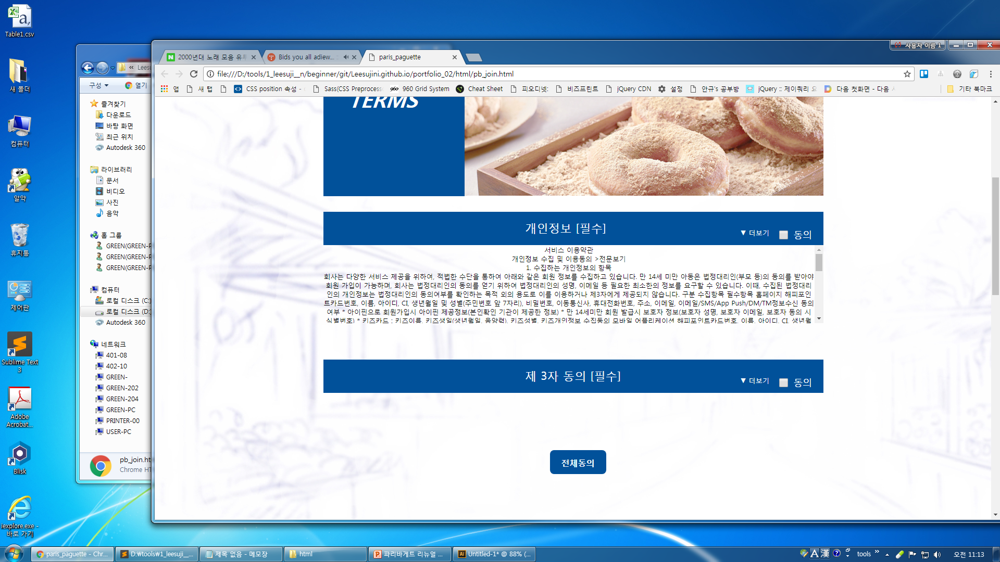 Table1.csv
새 폴더
컴퓨터
알약
휴지통
제어판
Sublime Text
3
Adobe
Acrobat...
Blisk
iexplore.exe -
바로 가기
« Leesu
구성
열기
즐겨찾기
다운로드
바탕 화면
최근 위치
Autodesk 360
라이브러리
문서
비디오
사진
음악
홈 그룹
GREEN(GREEN-P
GREEN(GREEN-P
GREEN(GREEN-P
컴퓨터
로컬 디스크 (C:)
로컬 디스크 (D:)
Autodesk 360
네트워크
401-08
402-10
GREEN-
GREEN-202
GREEN-204
GREEN-PC
PRINTER-00
USER-PC
pb_join.ht
Chrome HT
사용자 이름 1
2000년대 노래 모음 유투
Bids you all adiew... :
paris_paguette
file:///D:/tools/1_leesuji__n/beginner/git/Leesujini.github.io/portfolio_02/html/pb_join.html
앱
새 탭
CSS position 속성 -
Sass(CSS Preprocess
960 960 Grid System
Cheat Sheet
피오디넷:
비즈프린트
jQuery CDN
설정
안규's 공부방
jQuery :: 제이쿼리 요
다음 첫화면 - 다음
기타 북마크
TERMS
개인정보 [필수]
▼ 더보기
동의
서비스 이용약관
개인정보 수집 및 이용동의 >전문보기
1. 수집하는 개인정보의 항목
회사는 다양한 서비스 제공을 위하여, 적법한 수단을 통하여 아래와 같은 회원 정보를 수집하고 있습니다. 만 14세 미만 아동은 법정대리인(부모 등)의 동의를 받아야
회원 가입이 가능하며, 회사는 법정대리인의 동의를 얻기 위하여 법정대리인의 성명, 이메일 등 필요한 최소한의 정보를 요구할 수 있습니다. 이때, 수집된 법정대리
인의 개인정보는 법정대리인의 동의여부를 확인하는 목적 외의 용도로 이를 이용하거나 제3자에게 제공되지 않습니다. 구분 수집항목 필수항목 홈페이지 해피포인
트카드번호, 이름, 아이디, CI, 생년월일 및 성별(주민번호 앞 7자리), 비밀번호, 이동통신사, 휴대전화번호, 주소, 이메일, 이메일/SMS/App Push/DM/TM정보수신 동의
여부 * 아이핀으로 회원가입시 아이핀 제공정보(본인확인 기관이 제공한 정보) * 만 14세미만 회원 발급시 보호자 정보(보호자 성명, 보호자 이메일, 보호자 동의 시
식별번호) * 키즈카드 : 키즈이름, 키즈생일(생년월일, 음양력), 키즈성별, 키즈개인정보 수집동의 모바일 어플리케이션 해피포인트카드번호, 이름, 아이디, CI, 생년월
제 3자 동의 [필수]
▼ 더보기
동의
전체동의
paris_paguette - Chr...
D:₩tools₩1_leesuji__...
제목 없음 - 메모장
html
파리바게트 리뉴얼 ...
Untitled-1* @ 88% (...
A 漢
tools
오전 11:13